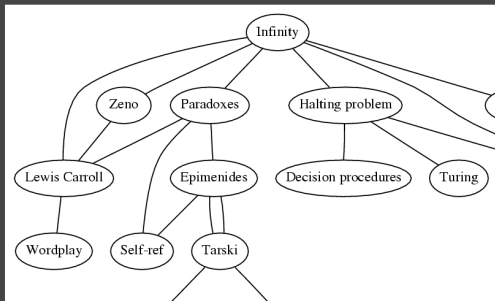 Infinity
Zeno
Paradoxes
Halting problem
Lewis Carroll
Epimenides
Decision procedures
Turing
Wordplay
Self-ref
Tarski